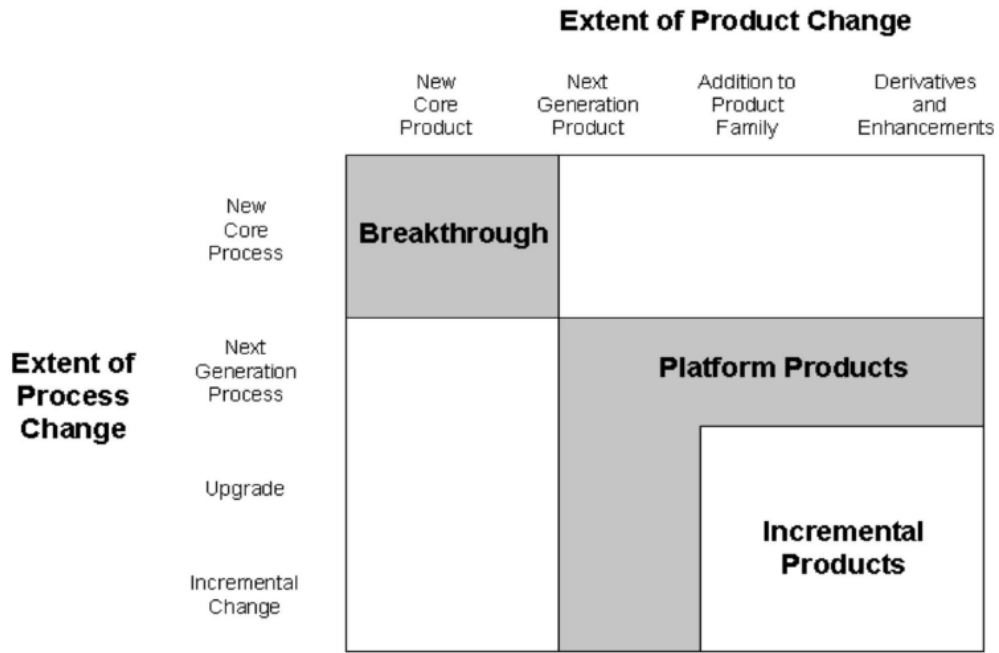 Extent of Product Change
New
Core
Product
Next
Generation
Product
Addition to
Product
Family
Derivatives
and
Enhancements
New
Core
Process
Breakthrough
Extent of
Process
Change
Next
Generation
Process
Platform Products
Upgrade
Incremental
Products
Incremental
Change